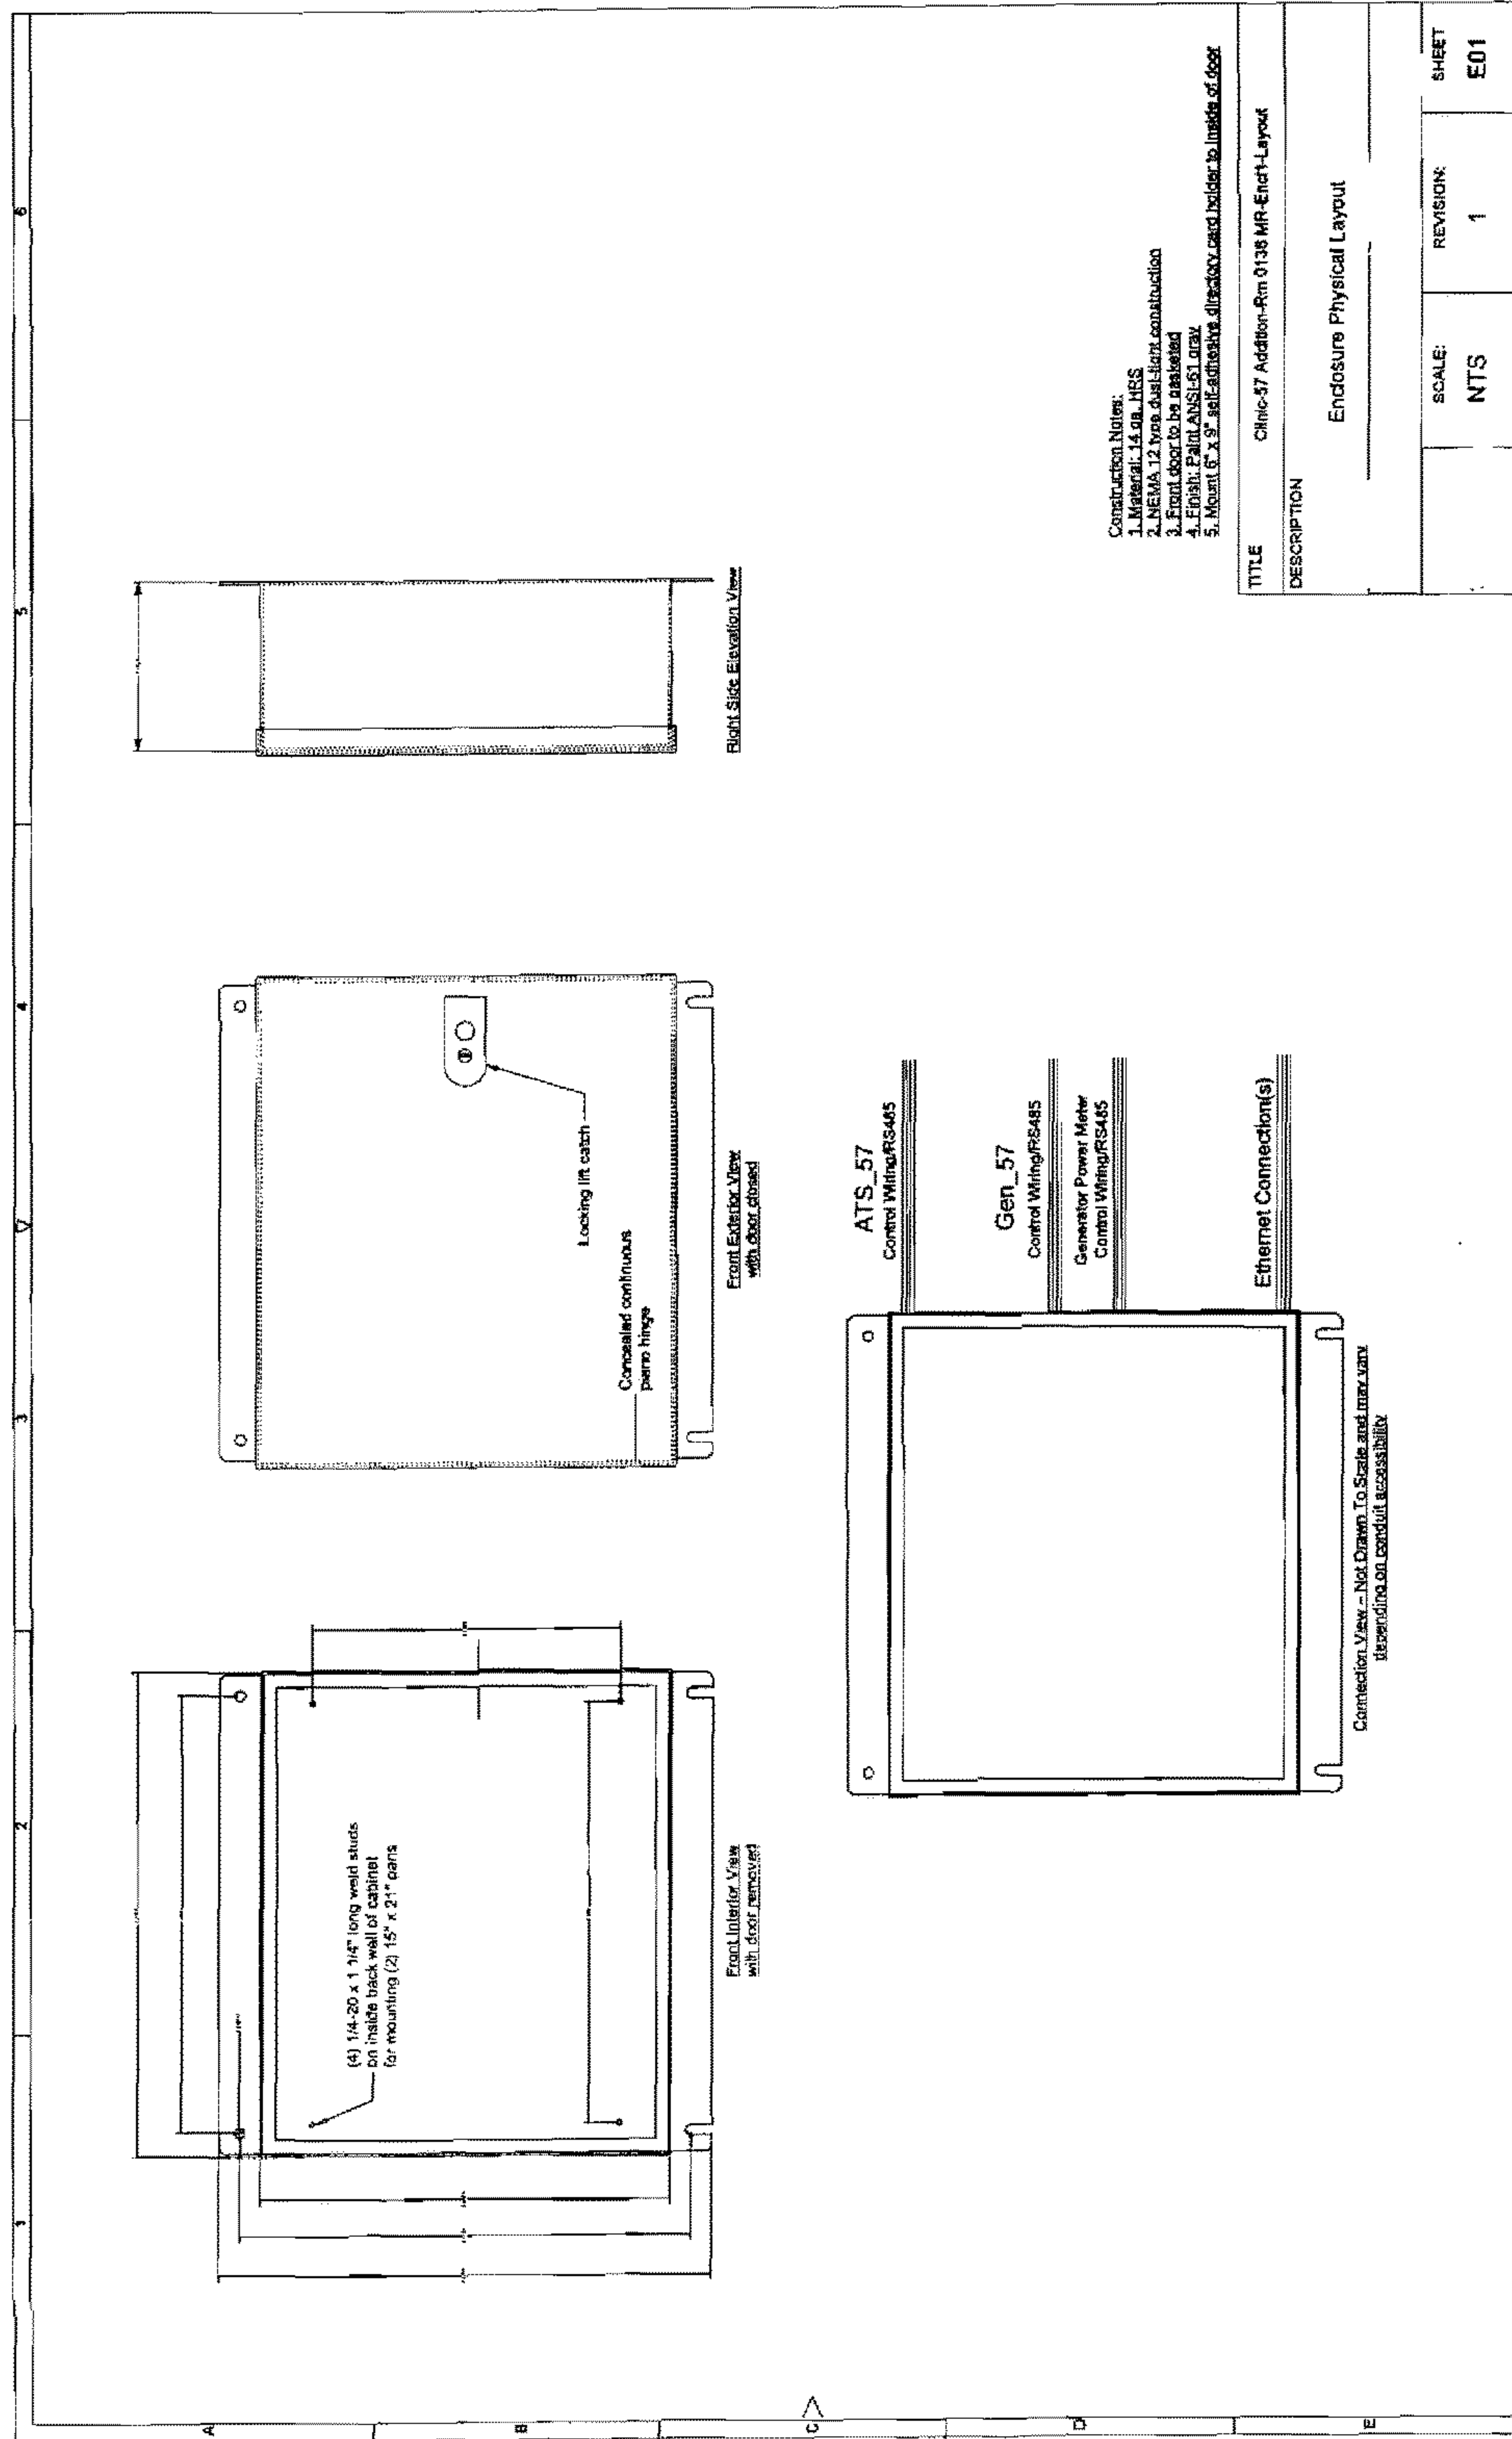 1
2
3
4
5
6
A
B
C
D
E
(4) 1/4-20 x 1 1/4" long weld studs
on inside back wall of cabinet
for mounting (2) 15" x 21" pans
Front Interior View
with door removed
Locking lift catch
Concealed continuous
piano hinge
Front Exterior View
with door closed
Right Side Elevation View
ATS_57
Control Wiring/RS485
Gen_57
Control Wiring/RS485
Generator Power Meter
Control Wiring/RS485
Ethernet Connection(s)
Connection View – Not Drawn To Scale and may vary
depending on conduit accessibility
Construction Notes:
1. Material: 14 ga. HRS
2. NEMA 12 type dust-tight construction
3. Front door to be gasketed
4. Finish: Paint ANSI-61 gray
5. Mount 6" x 9" self-adhesive directory card holder to inside of door
TITLE
Clinic-57 Addition-Rm 0136 MR-Encl1-Layout
DESCRIPTION
Enclosure Physical Layout
SCALE:
NTS
REVISION:
1
SHEET
E01